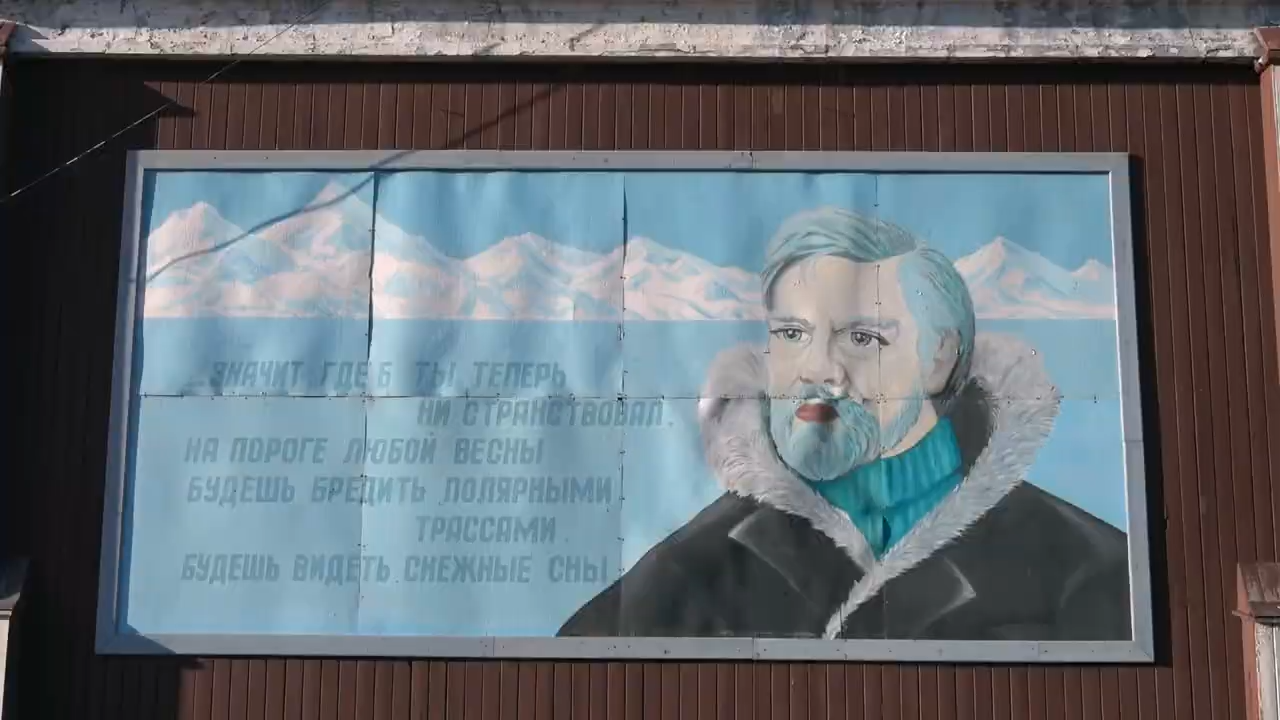 ...ЗНАЧИТ ГДЕ Б ТЫ ТЕПЕРЬ
НИ СТРАНСТВОВАЛ.
НА ПОРОГЕ ЛЮБОЙ ВЕСНЫ
БУДЕШЬ БРЕДИТЬ ПОЛЯРНЫМИ
ТРАССАМИ.
БУДЕШЬ ВИДЕТЬ СНЕЖНЫЕ СНЫ.